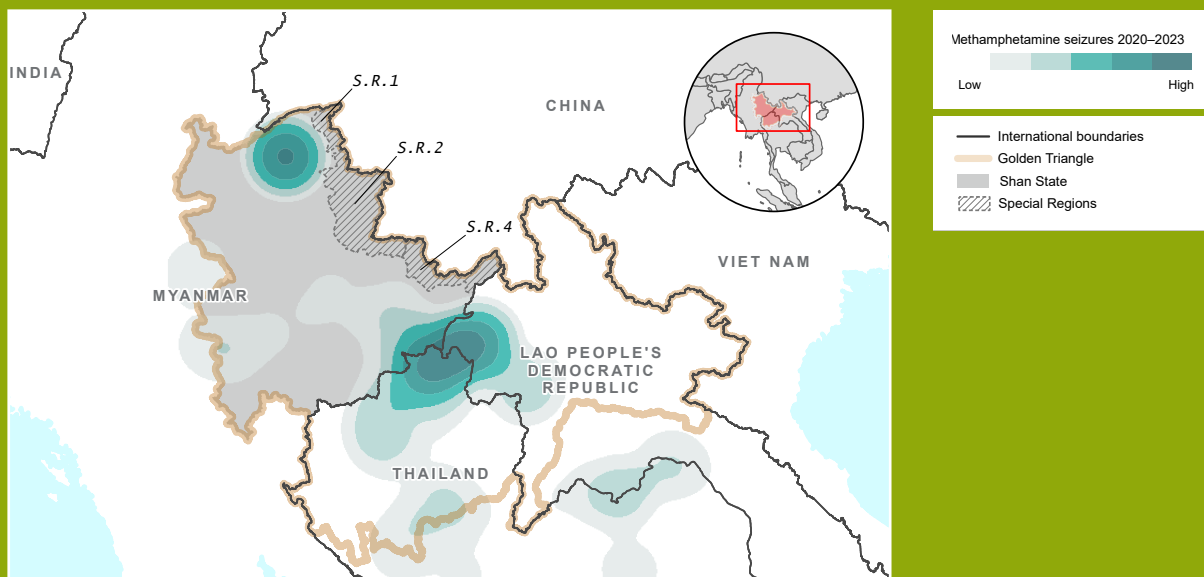 INDIA
S.R.1
CHINA
S.R.2
S.R.4
VIET NAM
MYANMAR
LAO PEOPLE'S
DEMOCRATIC
REPUBLIC
THAILAND
Methamphetamine seizures 2020–2023
Low
High
International boundaries
Golden Triangle
Shan State
Special Regions